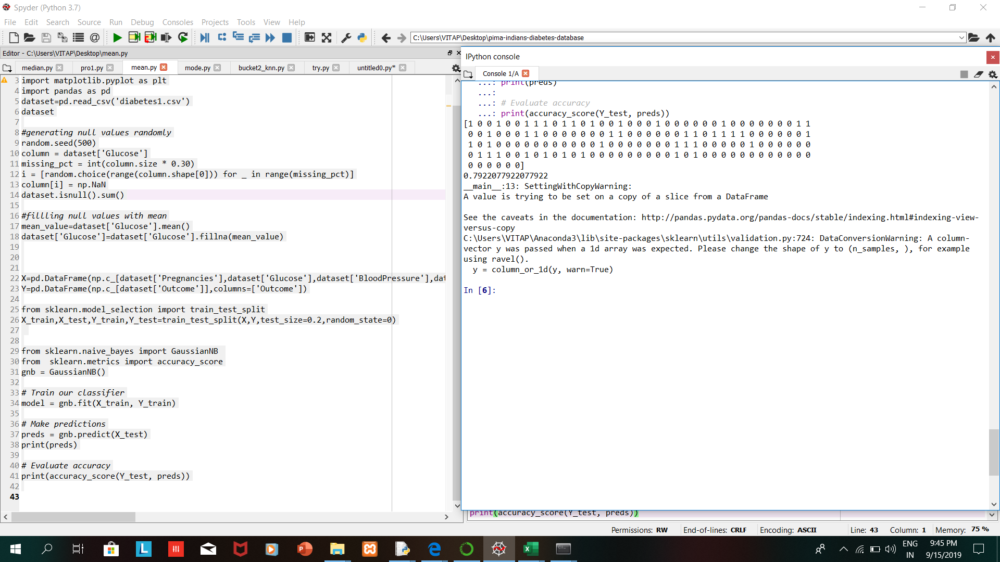 Spyder (Python 3.7)
File Edit Search Source Run Debug Consoles Projects Tools View Help
C:\Users\VITAP\Desktop\pima-indians-diabetes-database
Editor - C:\Users\VITAP\Desktop\mean.py
median.py pro1.py mean.py mode.py bucket2_knn.py try.py untitled0.py*
3 import matplotlib.pyplot as plt
4 import pandas as pd
5 dataset=pd.read_csv('diabetes1.csv')
6 dataset
7
8 #generating null values randomly
9 random.seed(500)
10 column = dataset['Glucose']
11 missing_pct = int(column.size * 0.30)
12 i = [random.choice(range(column.shape[0])) for _ in range(missing_pct)]
13 column[i] = np.NaN
14 dataset.isnull().sum()
15
16 #fillling null values with mean
17 mean_value=dataset['Glucose'].mean()
18 dataset['Glucose']=dataset['Glucose'].fillna(mean_value)
19
20
21
22 X=pd.DataFrame(np.c_[dataset['Pregnancies'],dataset['Glucose'],dataset['BloodPressure'],dat
23 Y=pd.DataFrame(np.c_[dataset['Outcome']],columns=['Outcome'])
24
25 from sklearn.model_selection import train_test_split
26 X_train,X_test,Y_train,Y_test=train_test_split(X,Y,test_size=0.2,random_state=0)
27
28
29 from sklearn.naive_bayes import GaussianNB
30 from  sklearn.metrics import accuracy_score
31 gnb = GaussianNB()
32
33 # Train our classifier
34 model = gnb.fit(X_train, Y_train)
35
36 # Make predictions
37 preds = gnb.predict(X_test)
38 print(preds)
39
40 # Evaluate accuracy
41 print(accuracy_score(Y_test, preds))
42
43
IPython console
Console 1/A
...: print(preds)
...:
...: # Evaluate accuracy
...: print(accuracy_score(Y_test, preds))
[1 0 0 1 0 0 1 1 1 0 1 1 0 1 0 0 1 0 0 0 1 0 0 0 0 0 0 1 0 0 0 0 0 0 0 1 1
0 0 1 0 0 0 1 1 0 0 0 0 0 0 0 1 1 0 0 0 0 0 0 1 1 0 1 1 1 1 0 0 0 0 0 0 1
1 0 1 0 0 0 0 0 0 0 0 0 0 0 1 0 0 0 0 0 0 0 1 1 1 0 0 0 0 0 1 0 0 0 0 0 0
0 1 1 1 0 0 1 0 1 0 1 0 1 0 0 0 0 0 0 0 0 0 1 0 1 0 0 0 0 0 0 0 0 0 0 0 0
0 0 0 0 0 0]
0.7922077922077922
__main__:13: SettingWithCopyWarning:
A value is trying to be set on a copy of a slice from a DataFrame
See the caveats in the documentation: http://pandas.pydata.org/pandas-docs/stable/indexing.html#indexing-view-
versus-copy
C:\Users\VITAP\Anaconda3\lib\site-packages\sklearn\utils\validation.py:724: DataConversionWarning: A column-
vector y was passed when a 1d array was expected. Please change the shape of y to (n_samples, ), for example
using ravel().
y = column_or_1d(y, warn=True)
In [6]:
print(accuracy_score(Y_test, preds))
Permissions: RW End-of-lines: CRLF Encoding: ASCII Line: 43 Column: 1 Memory: 75 %
ENG
IN
9:45 PM
9/15/2019